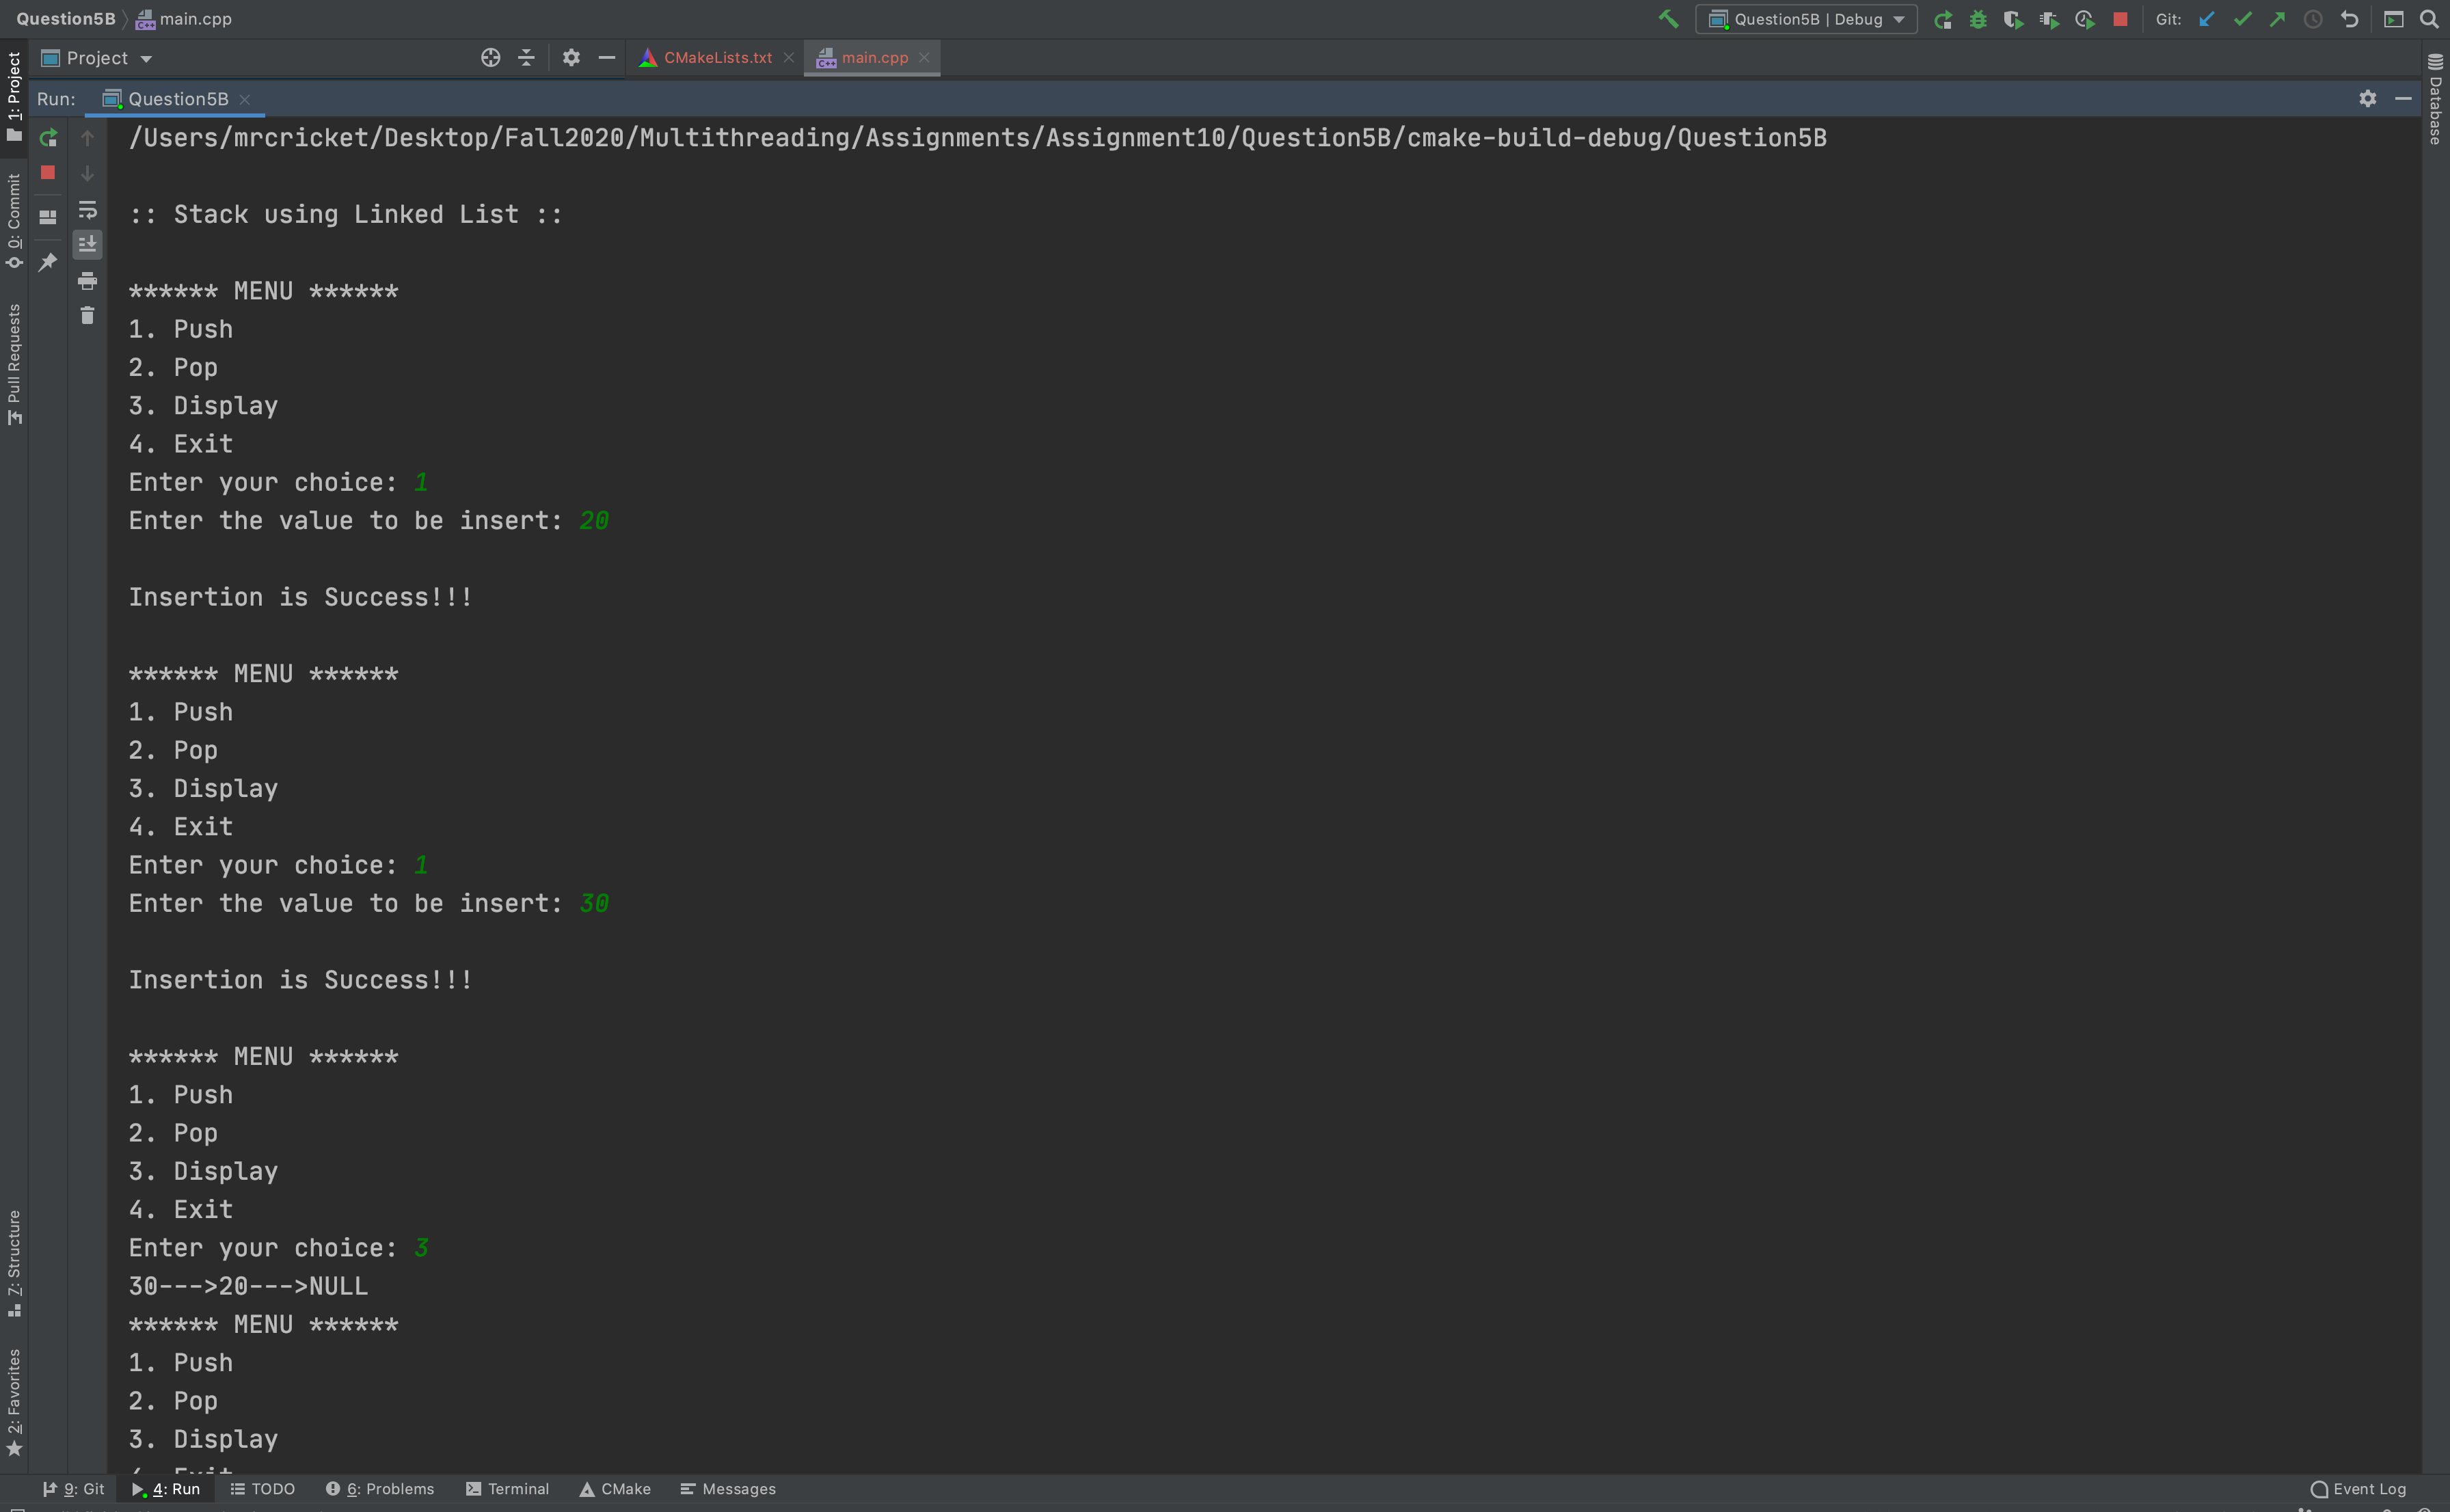 Question5B main.cpp
Question5B | Debug
Git:
Project
CMakeLists.txt
main.cpp
Run: Question5B
1: Project
0: Commit
Pull Requests
7: Structure
2: Favorites
Database
/Users/mrcricket/Desktop/Fall2020/Multithreading/Assignments/Assignment10/Question5B/cmake-build-debug/Question5B
:: Stack using Linked List ::
****** MENU ******
1. Push
2. Pop
3. Display
4. Exit
Enter your choice: 1
Enter the value to be insert: 20
Insertion is Success!!!
****** MENU ******
1. Push
2. Pop
3. Display
4. Exit
Enter your choice: 1
Enter the value to be insert: 30
Insertion is Success!!!
****** MENU ******
1. Push
2. Pop
3. Display
4. Exit
Enter your choice: 3
30--->20--->NULL
****** MENU ******
1. Push
2. Pop
3. Display
4. Exit
9: Git
4: Run
TODO
6: Problems
Terminal
CMake
Messages
Event Log